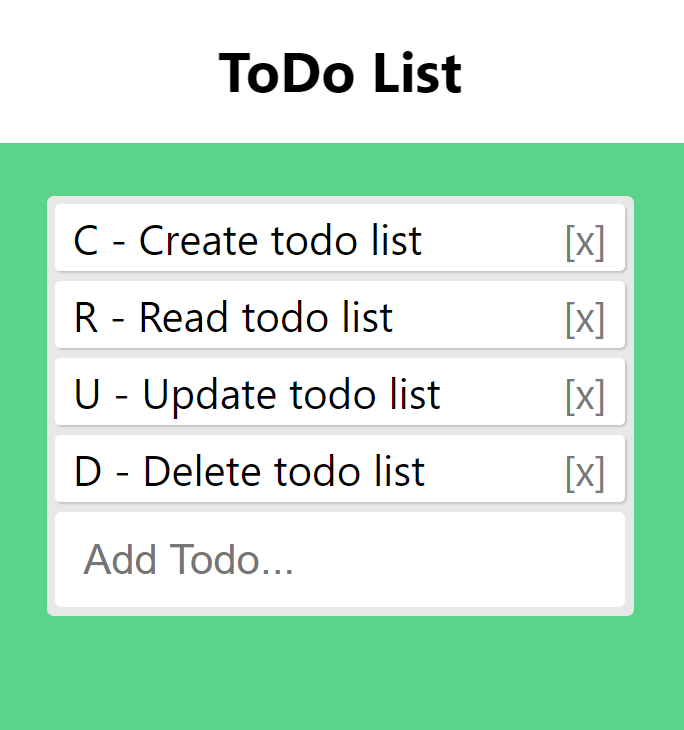 ToDo List
C - Create todo list [x]
R - Read todo list [x]
U - Update todo list [x]
D - Delete todo list [x]
Add Todo...